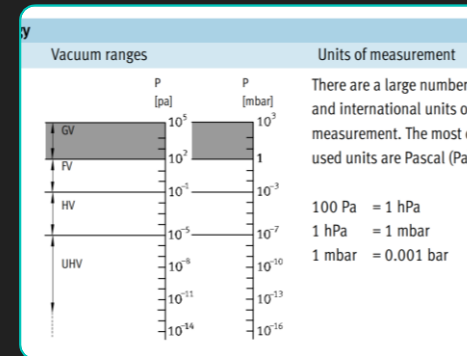 y
Vacuum ranges
Units of measurement
P P
[pa] [mbar]
10⁵ 10³
GV
10² 1
FV
10⁻¹ 10⁻³
HV
10⁻⁵ 10⁻⁷
UHV 10⁻⁸ 10⁻¹⁰
10⁻¹¹ 10⁻¹³
10⁻¹⁴ 10⁻¹⁶
There are a large number
and international units o
measurement. The most
used units are Pascal (Pa
100 Pa = 1 hPa
1 hPa = 1 mbar
1 mbar = 0.001 bar